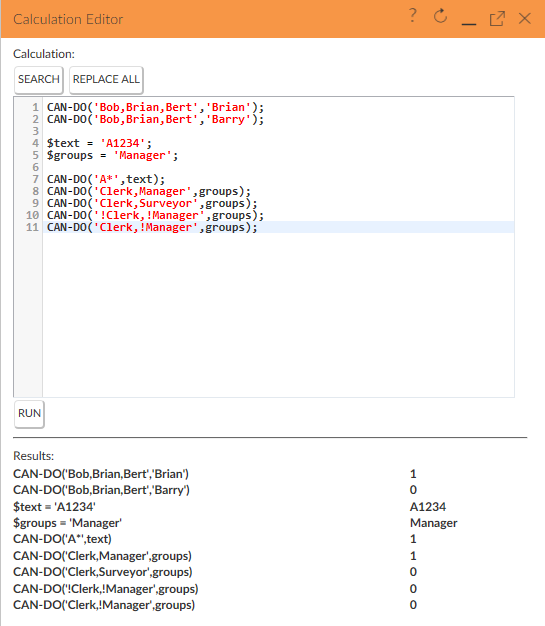 Calculation Editor ?
Calculation:
SEARCH REPLACE ALL
1 CAN-DO('Bob,Brian,Bert','Brian');
2 CAN-DO('Bob,Brian,Bert','Barry');
3
4 $text = 'A1234';
5 $groups = 'Manager';
6
7 CAN-DO('A*',text);
8 CAN-DO('Clerk,Manager',groups);
9 CAN-DO('Clerk,Surveyor',groups);
10 CAN-DO('!Clerk,!Manager',groups);
11 CAN-DO('Clerk,!Manager',groups);
RUN
Results:
CAN-DO('Bob,Brian,Bert','Brian') 1
CAN-DO('Bob,Brian,Bert','Barry') 0
$text = 'A1234' A1234
$groups = 'Manager' Manager
CAN-DO('A*',text) 1
CAN-DO('Clerk,Manager',groups) 1
CAN-DO('Clerk,Surveyor',groups) 0
CAN-DO('!Clerk,!Manager',groups) 0
CAN-DO('Clerk,!Manager',groups) 0